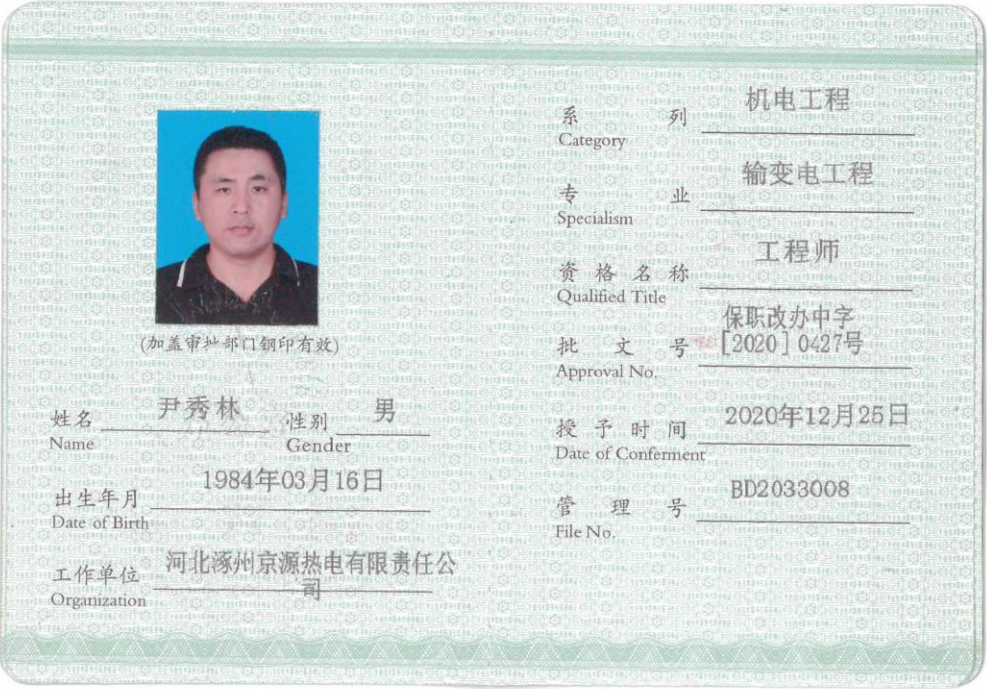 (加盖审批部门钢印有效)
姓名 尹秀林 性别 男
Name Gender
出生年月 1984年03月16日
Date of Birth
工作单位 河北涿州京源热电有限责任公
司
Organization
系列 机电工程
Category
专业 输变电工程
Specialism
资格名称 工程师
Qualified Title
保职改办中字
批文号 [2020]0427号
Approval No.
授予时间 2020年12月25日
Date of Conferment
管理号 BD2033008
File No.